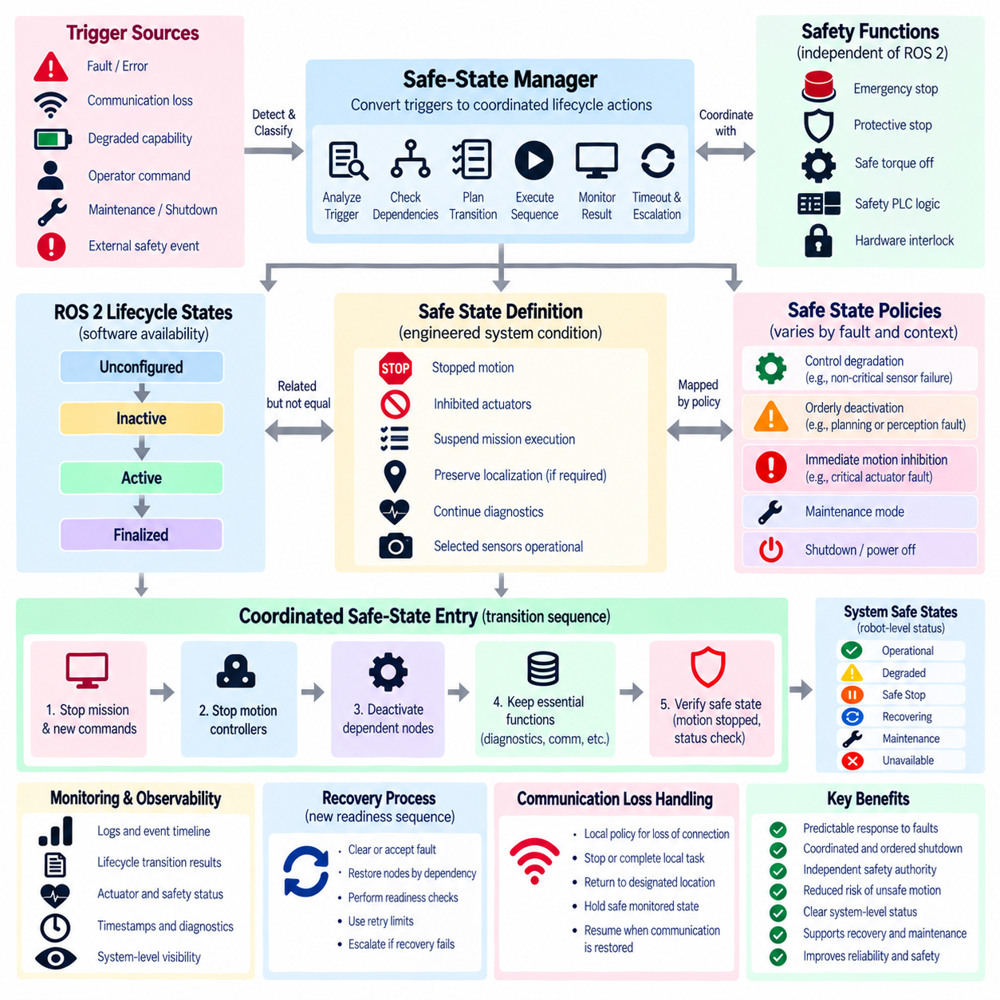 Trigger Sources
Fault / Error
Communication loss
Degraded capability
Operator command
Maintenance / Shutdown
External safety event
Detect &
Classify
Safe-State Manager
Convert triggers to coordinated lifecycle actions
Analyze
Trigger
Check
Dependencies
Plan
Transition
Execute
Sequence
Monitor
Result
Timeout &
Escalation
Coordinate
with
Safety Functions
(independent of ROS 2)
Emergency stop
Protective stop
Safe torque off
Safety PLC logic
Hardware interlock
ROS 2 Lifecycle States
(software availability)
Unconfigured
Inactive
Active
Finalized
Related
but not equal
Safe State Definition
(engineered system condition)
STOP
Stopped motion
Inhibited actuators
Suspend mission execution
Preserve localization (if required)
Continue diagnostics
Selected sensors operational
Mapped
by policy
Safe State Policies
(varies by fault and context)
Control degradation
(e.g., non-critical sensor failure)
Orderly deactivation
(e.g., planning or perception fault)
Immediate motion inhibition
(e.g., critical actuator fault)
Maintenance mode
Shutdown / power off
Coordinated Safe-State Entry (transition sequence)
1. Stop mission
& new commands
2. Stop motion
controllers
3. Deactivate
dependent nodes
4. Keep essential
functions
(diagnostics, comm, etc.)
5. Verify safe state
(motion stopped,
status check)
System Safe States
(robot-level status)
Operational
Degraded
Safe Stop
Recovering
Maintenance
Unavailable
Monitoring & Observability
Logs and event timeline
Lifecycle transition results
Actuator and safety status
Timestamps and diagnostics
System-level visibility
Recovery Process
(new readiness sequence)
• Clear or accept fault
• Restore nodes by dependency
• Perform readiness checks
• Use retry limits
• Escalate if recovery fails
Communication Loss Handling
• Local policy for loss of connection
• Stop or complete local task
• Return to designated location
• Hold safe monitored state
• Resume when communication
is restored
Key Benefits
Predictable response to faults
Coordinated and ordered shutdown
Independent safety authority
Reduced risk of unsafe motion
Clear system-level status
Supports recovery and maintenance
Improves reliability and safety